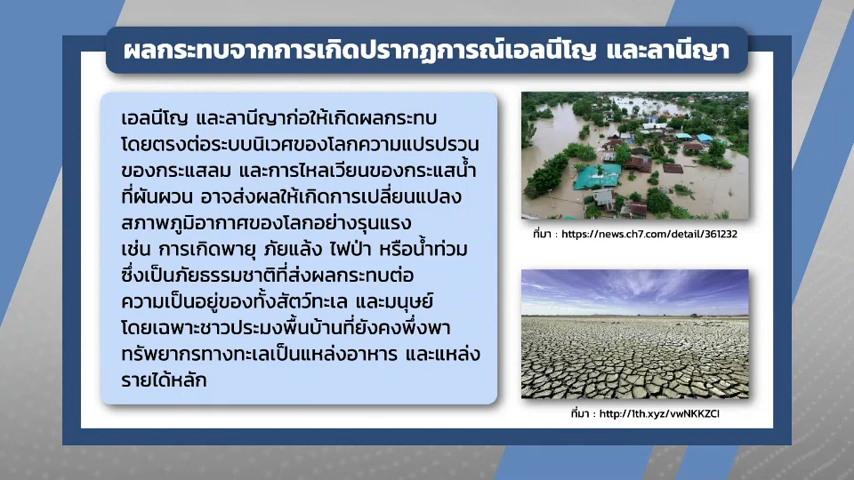 ผลกระทบจากการเกิดปรากฏการณ์เอลนีโญ และลานีญา
เอลนีโญ และลานีญาก่อให้เกิดผลกระทบ
โดยตรงต่อระบบนิเวศของโลกความแปรปรวน
ของกระแสลม และการไหลเวียนของกระแสน้ำ
ที่ผันผวน อาจส่งผลให้เกิดการเปลี่ยนแปลง
สภาพภูมิอากาศของโลกอย่างรุนแรง
เช่น การเกิดพายุ ภัยแล้ง ไฟป่า หรือน้ำท่วม
ซึ่งเป็นภัยธรรมชาติที่ส่งผลกระทบต่อ
ความเป็นอยู่ของทั้งสัตว์ทะเล และมนุษย์
โดยเฉพาะชาวประมงพื้นบ้านที่ยังคงพึ่งพา
ทรัพยากรทางทะเลเป็นแหล่งอาหาร และแหล่ง
รายได้หลัก
ที่มา : https://news.ch7.com/detail/361232
ที่มา : http://1th.xyz/vwNKKZCl